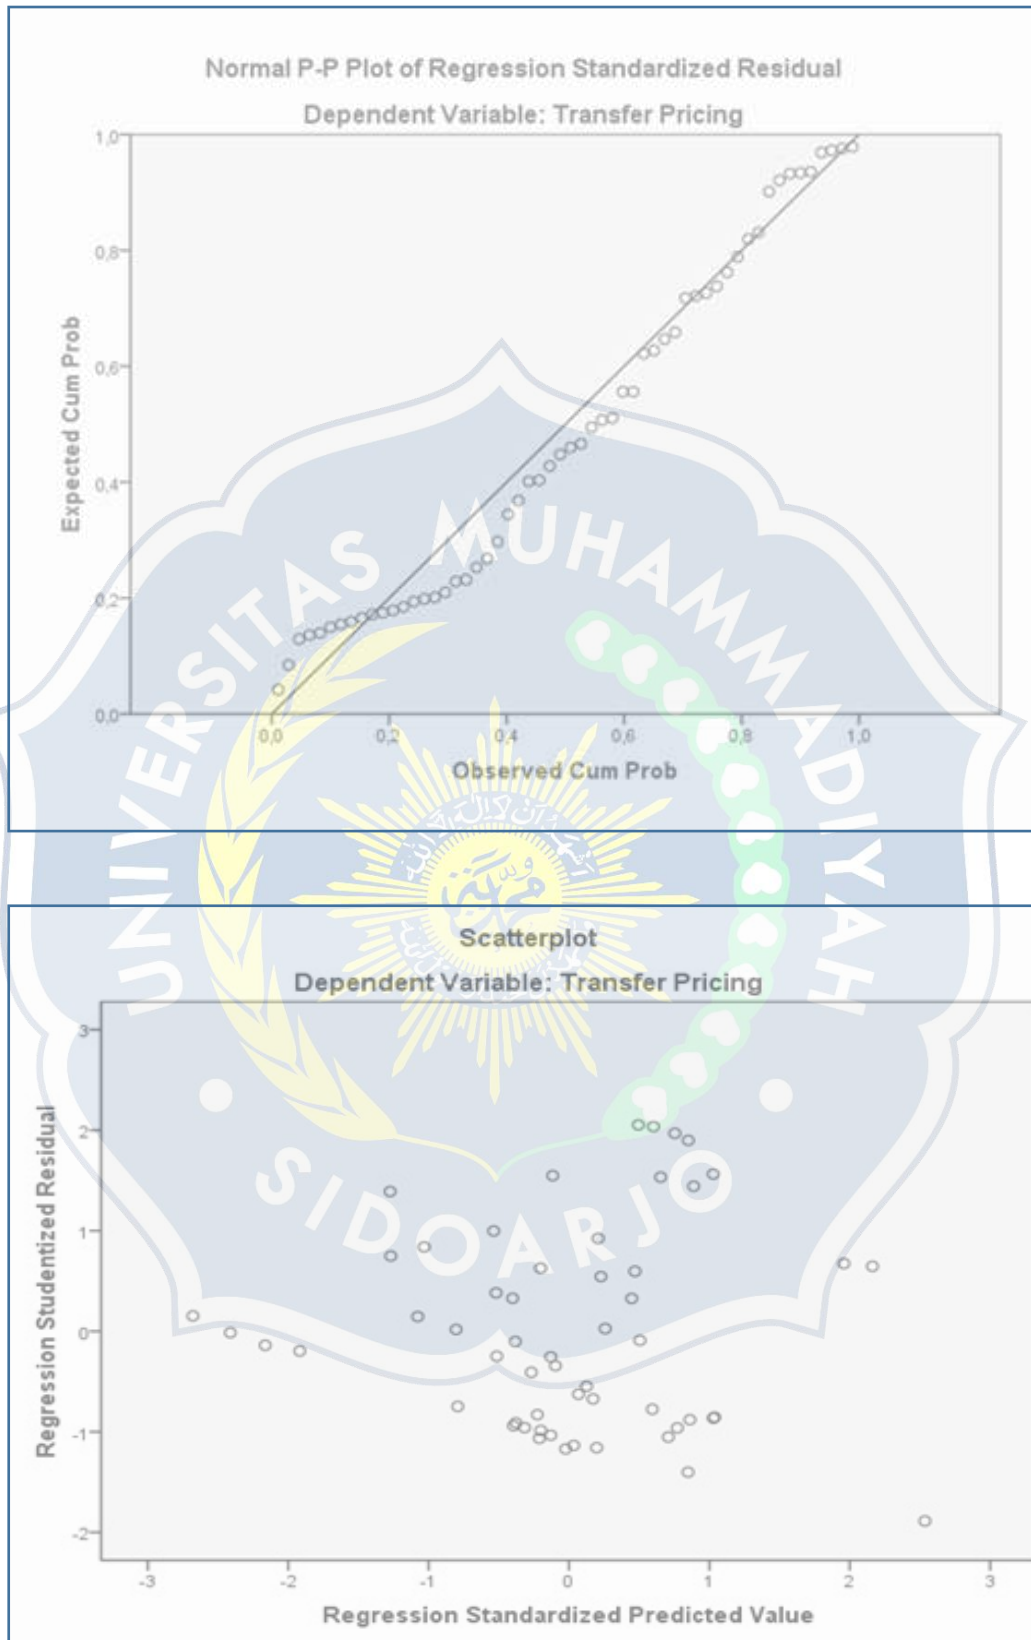 Normal P-P Plot of Regression Standardized Residual
Dependent Variable: Transfer Pricing
1,0
0,8
0,6
0,4
0,2
0,0
Expected Cum Prob
0,0 0,2 0,4 0,6 0,8 1,0
Observed Cum Prob
UNIVERSITAS MUHAMMADIYAH
SIDOARJO
Scatterplot
Dependent Variable: Transfer Pricing
3
2
1
0
-1
-2
Regression Studentized Residual
-3 -2 -1 0 1 2 3
Regression Standardized Predicted Value